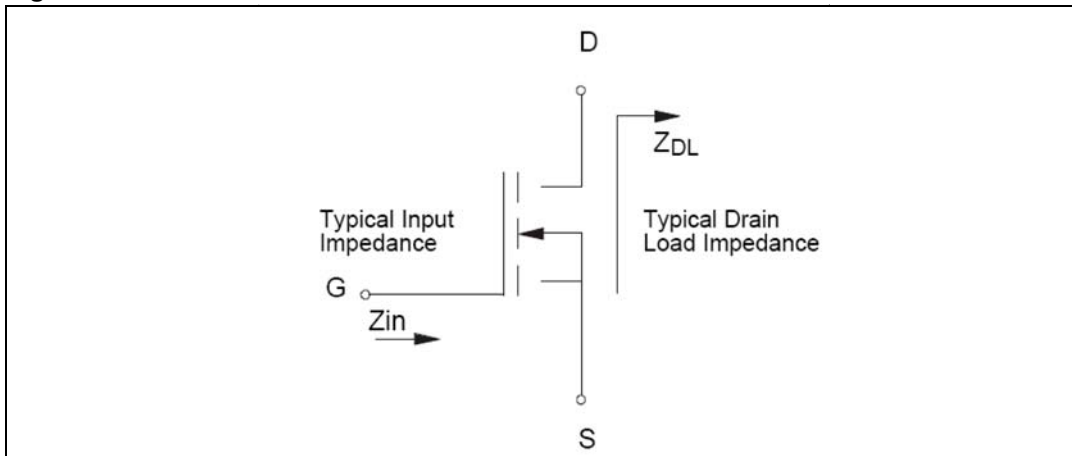 D
Z_DL
Typical Input
Impedance
Typical Drain
Load Impedance
G
Zin
S